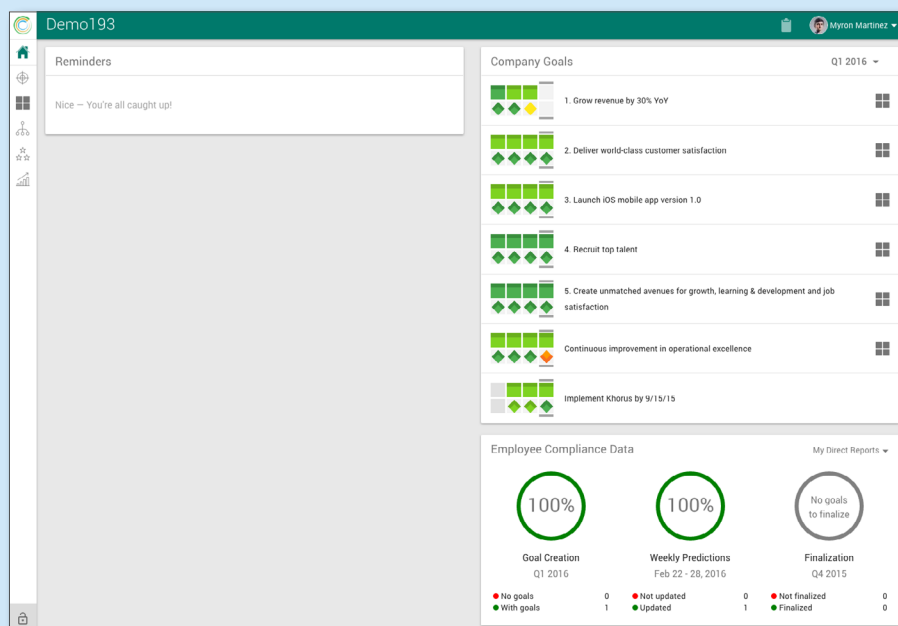 Demo193
Myron Martinez
Reminders
Nice — You're all caught up!
Company Goals
Q1 2016
1. Grow revenue by 30% YoY
2. Deliver world-class customer satisfaction
3. Launch iOS mobile app version 1.0
4. Recruit top talent
5. Create unmatched avenues for growth, learning & development and job
satisfaction
Continuous improvement in operational excellence
Implement Khorus by 9/15/15
Employee Compliance Data
My Direct Reports
100%
100%
No goals
to finalize
Goal Creation
Weekly Predictions
Finalization
Q1 2016
Feb 22 - 28, 2016
Q4 2015
No goals 0
Not updated 0
Not finalized 0
With goals 1
Updated 1
Finalized 0